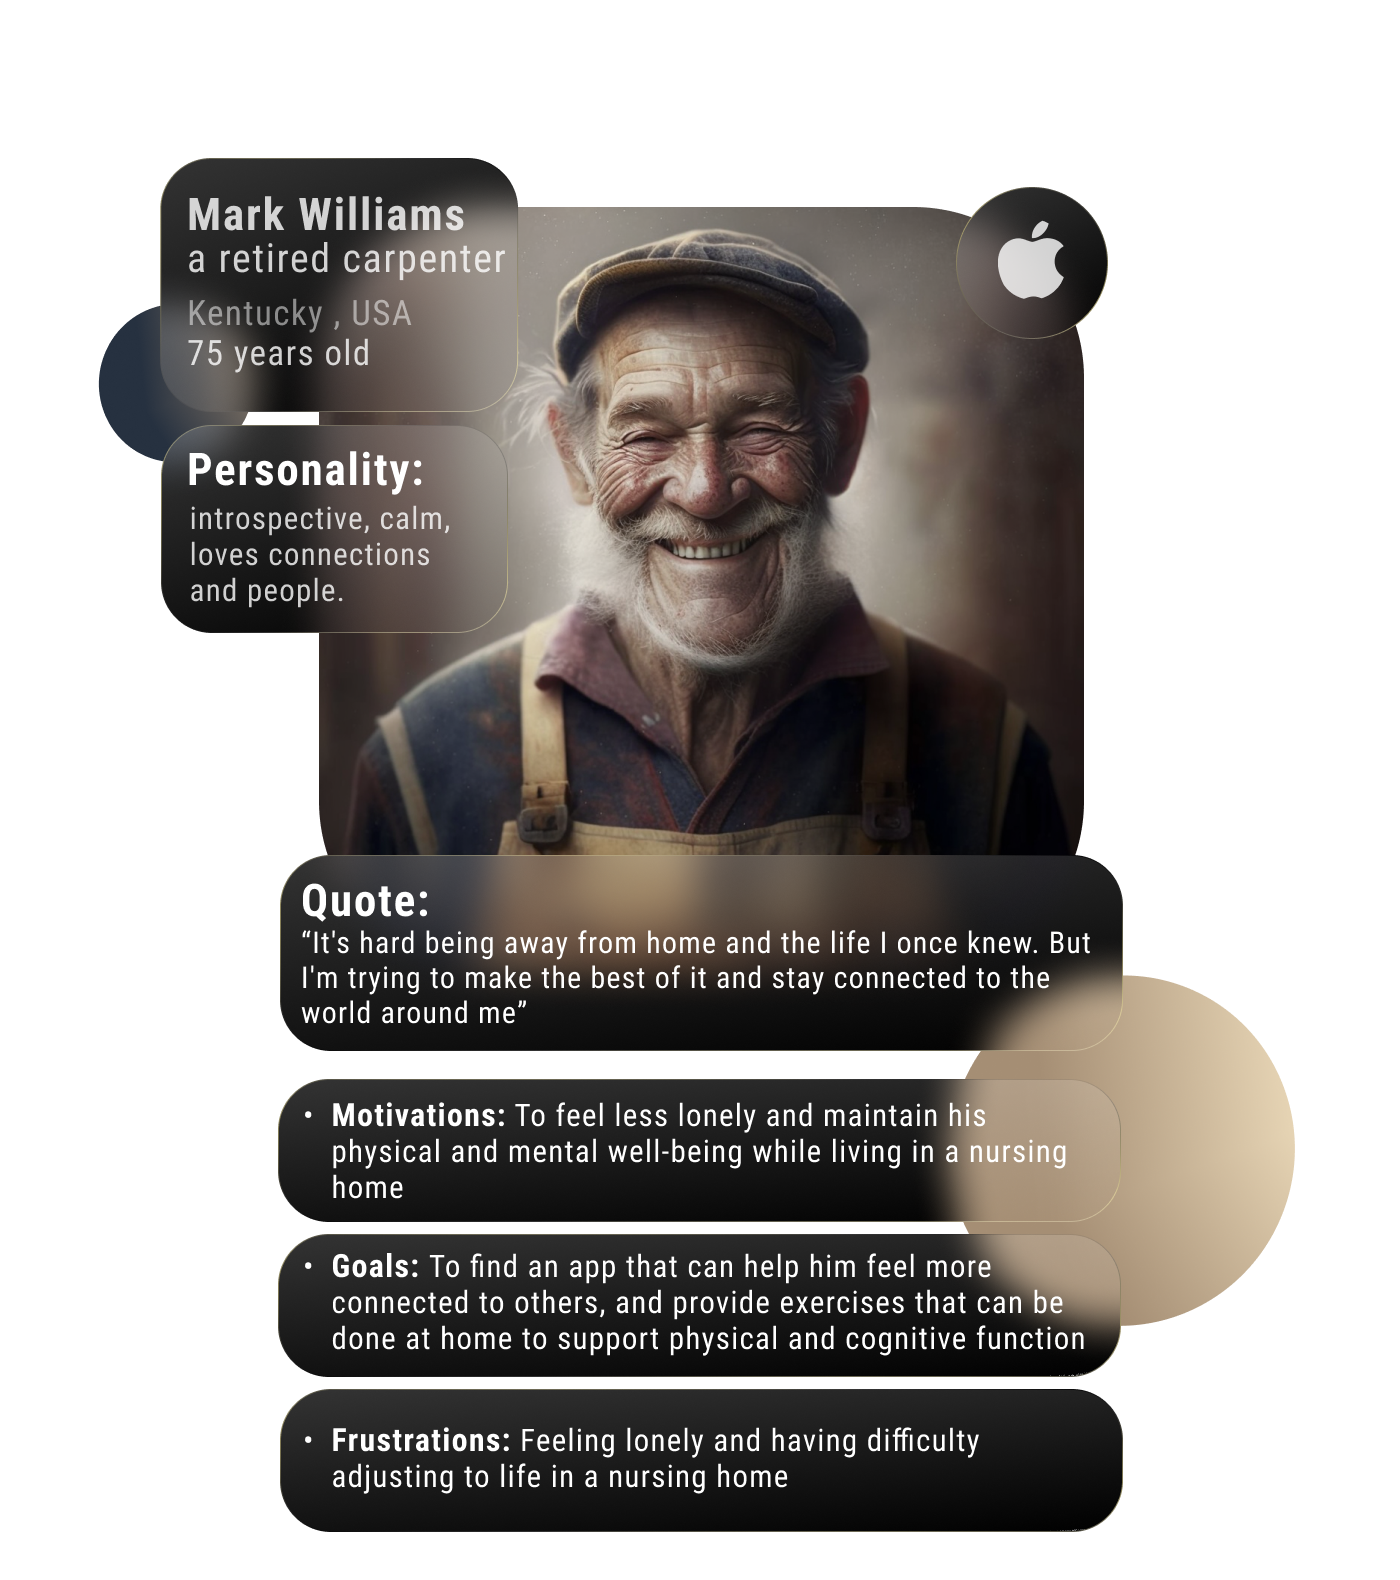 Mark Williams
a retired carpenter
Kentucky , USA
75 years old
Personality:
introspective, calm,
loves connections
and people.
Quote:
“It's hard being away from home and the life I once knew. But
I'm trying to make the best of it and stay connected to the
world around me”
• Motivations: To feel less lonely and maintain his
physical and mental well-being while living in a nursing
home
• Goals: To find an app that can help him feel more
connected to others, and provide exercises that can be
done at home to support physical and cognitive function
• Frustrations: Feeling lonely and having difficulty
adjusting to life in a nursing home